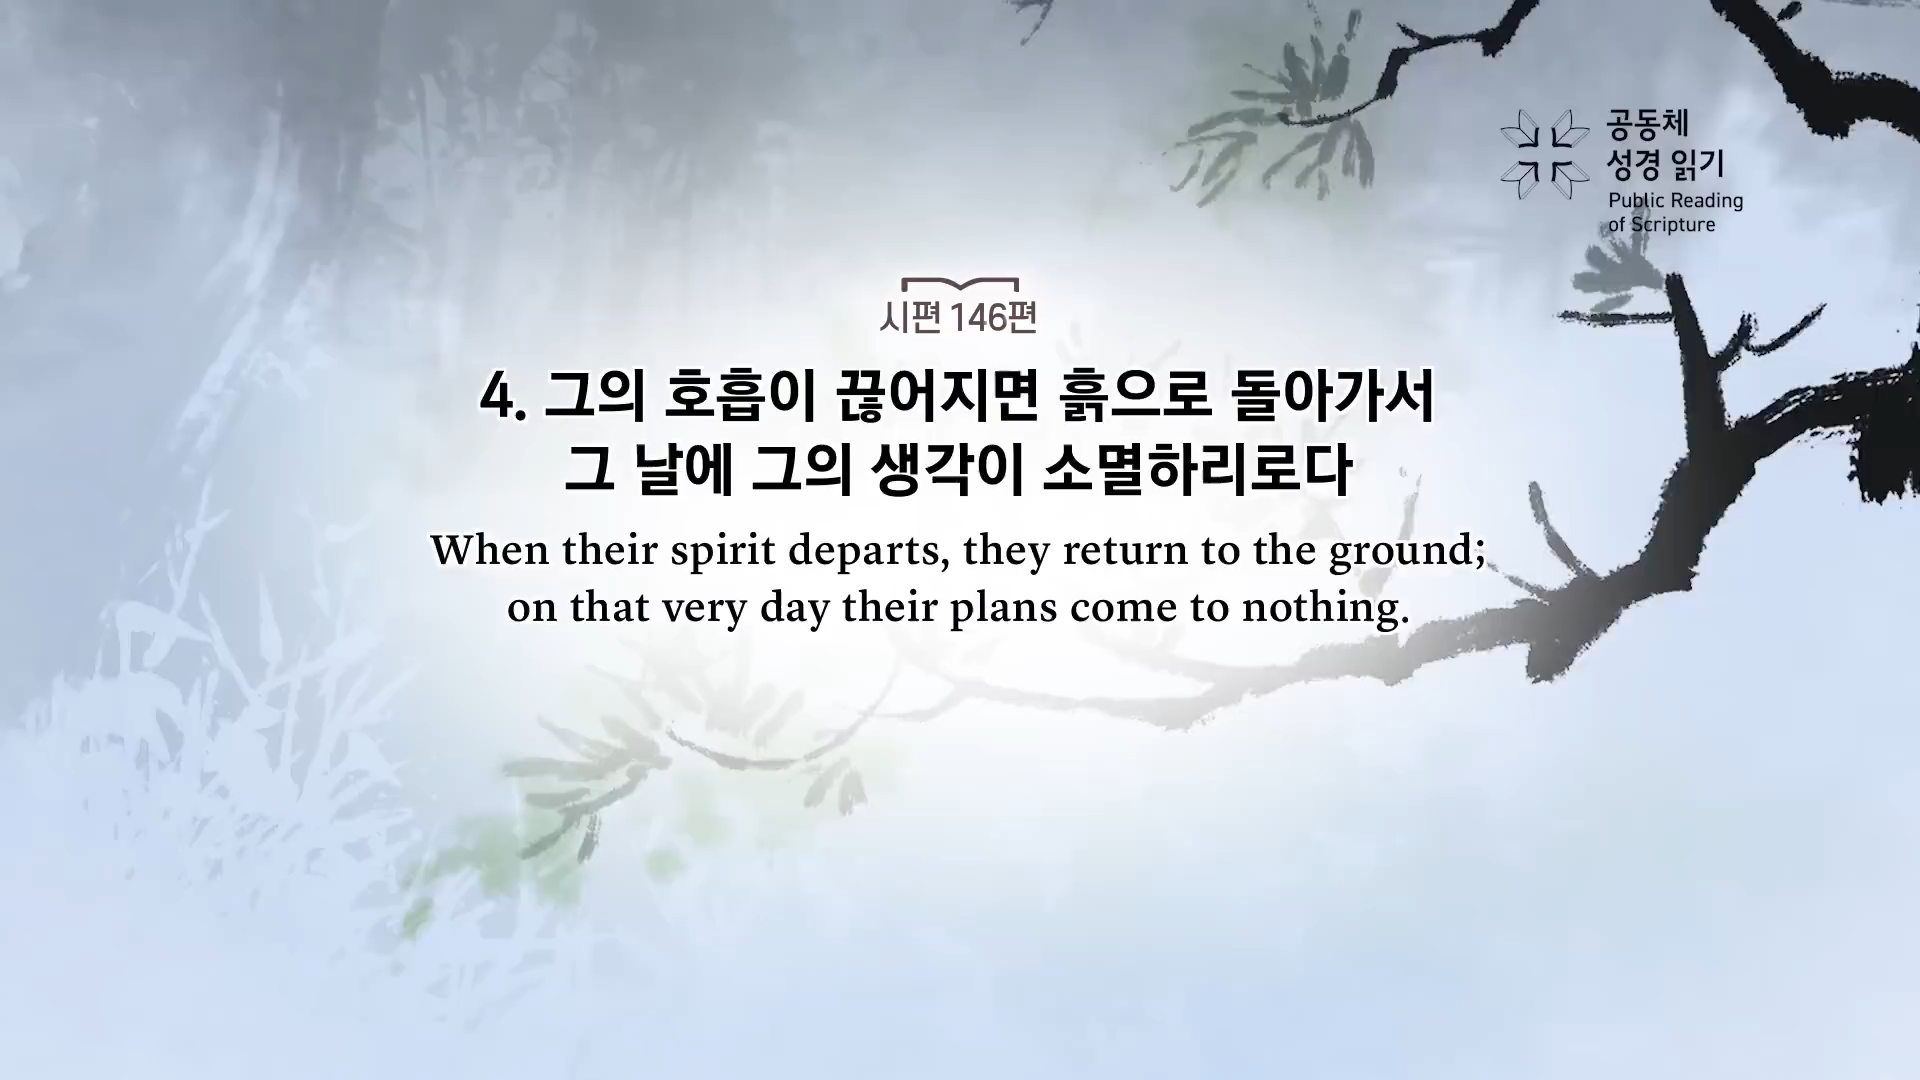 공동체
성경 읽기
Public Reading
of Scripture
시편 146편
4. 그의 호흡이 끊어지면 흙으로 돌아가서
그 날에 그의 생각이 소멸하리로다
When their spirit departs, they return to the ground;
on that very day their plans come to nothing.